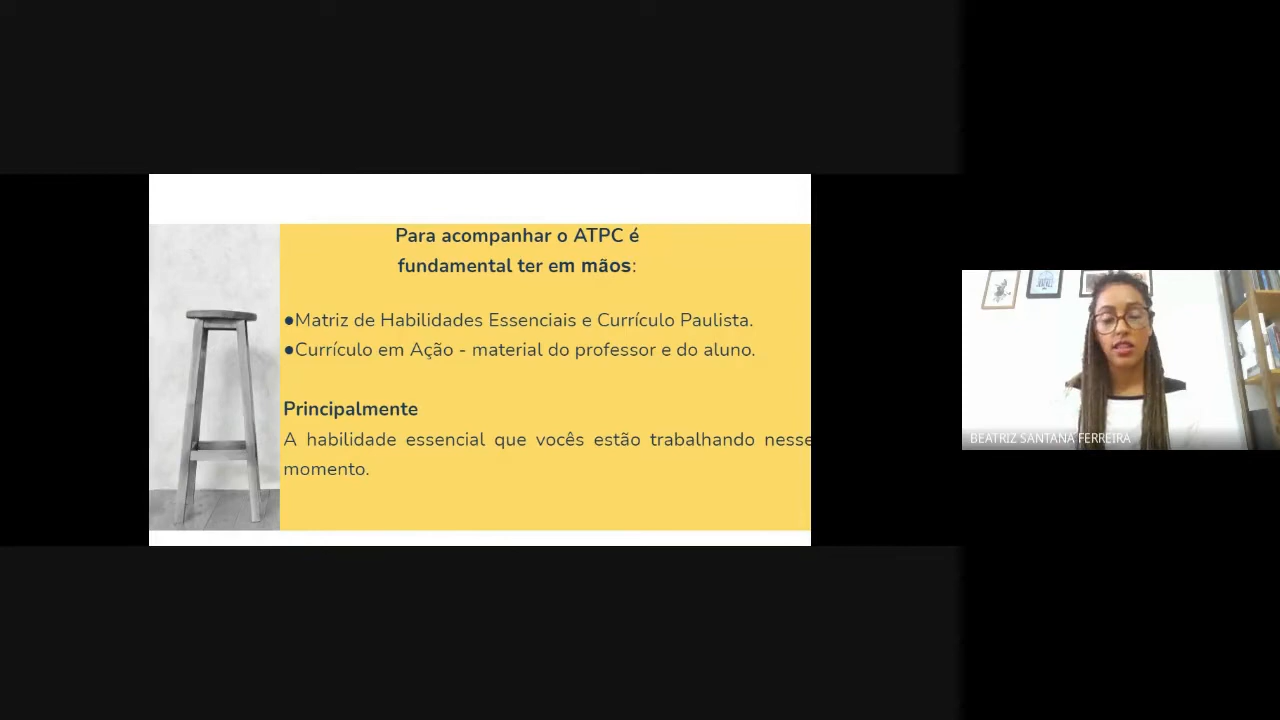 Para acompanhar o ATPC é
fundamental ter em mãos:
●Matriz de Habilidades Essenciais e Currículo Paulista.
●Currículo em Ação - material do professor e do aluno.
Principalmente
A habilidade essencial que vocês estão trabalhando nesse
momento.
BEATRIZ SANTANA FERREIRA